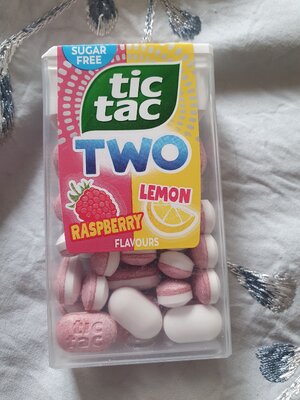 SUGAR
FREE
tic
tac
TWO
LEMON
RASPBERRY
FLAVOURS
tic
tac